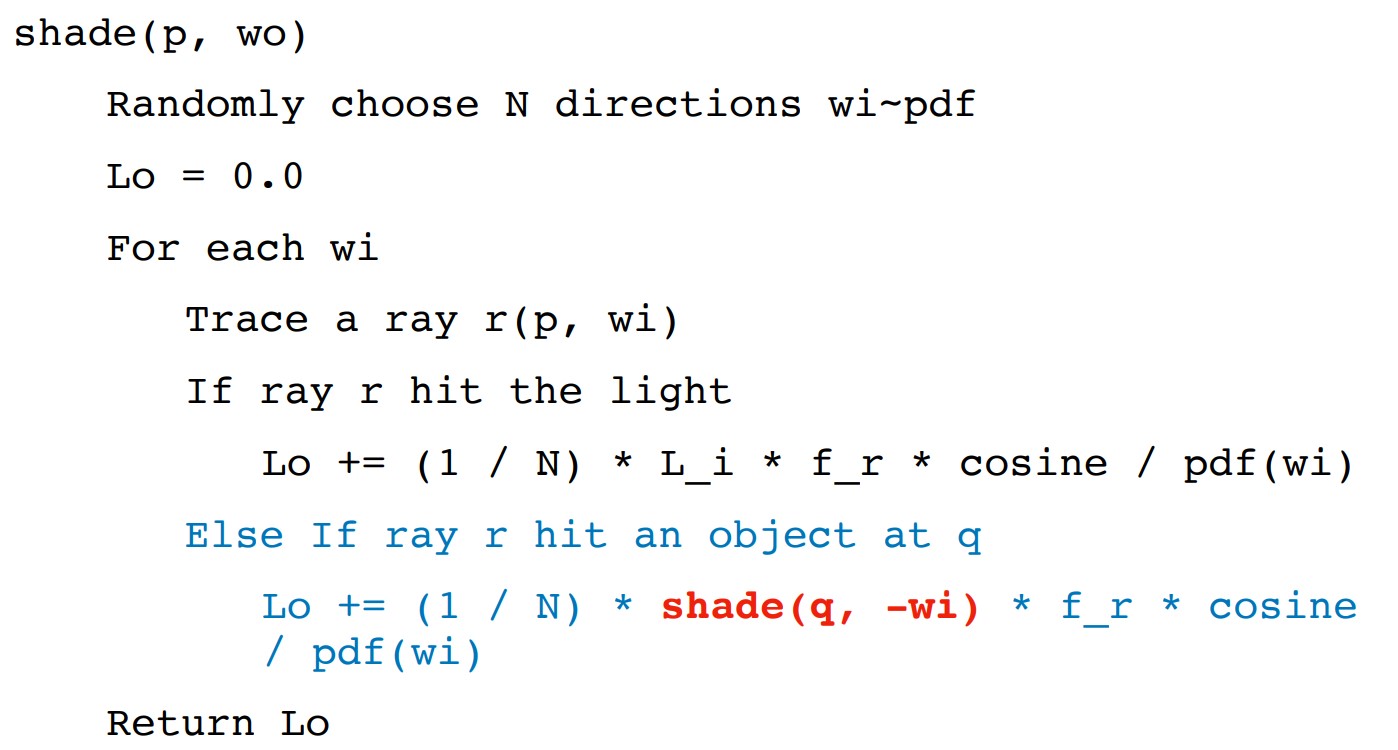 shade(p, wo)
Randomly choose N directions wi~pdf
Lo = 0.0
For each wi
Trace a ray r(p, wi)
If ray r hit the light
Lo += (1 / N) * L_i * f_r * cosine / pdf(wi)
Else If ray r hit an object at q
Lo += (1 / N) * shade(q, -wi) * f_r * cosine
/ pdf(wi)
Return Lo